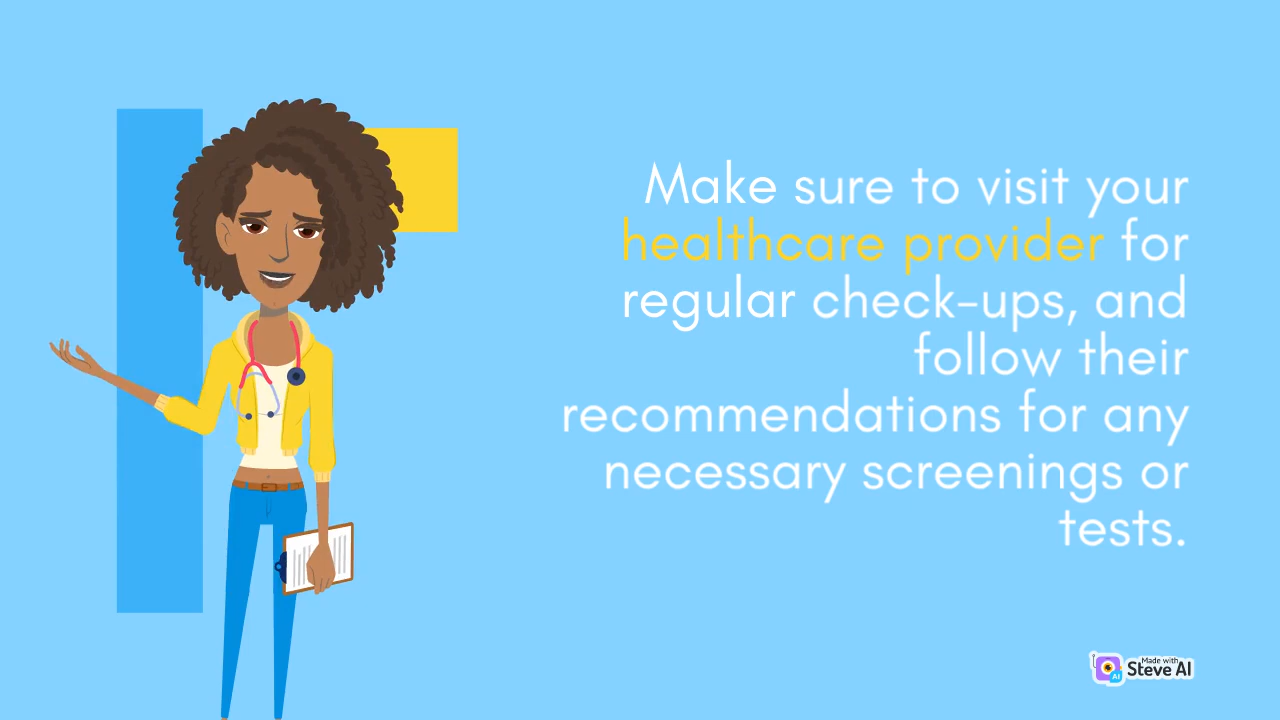 Make sure to visit your
healthcare provider for
regular check-ups, and
follow their
recommendations for any
necessary screenings or
tests.
Made with
Steve AI
AI